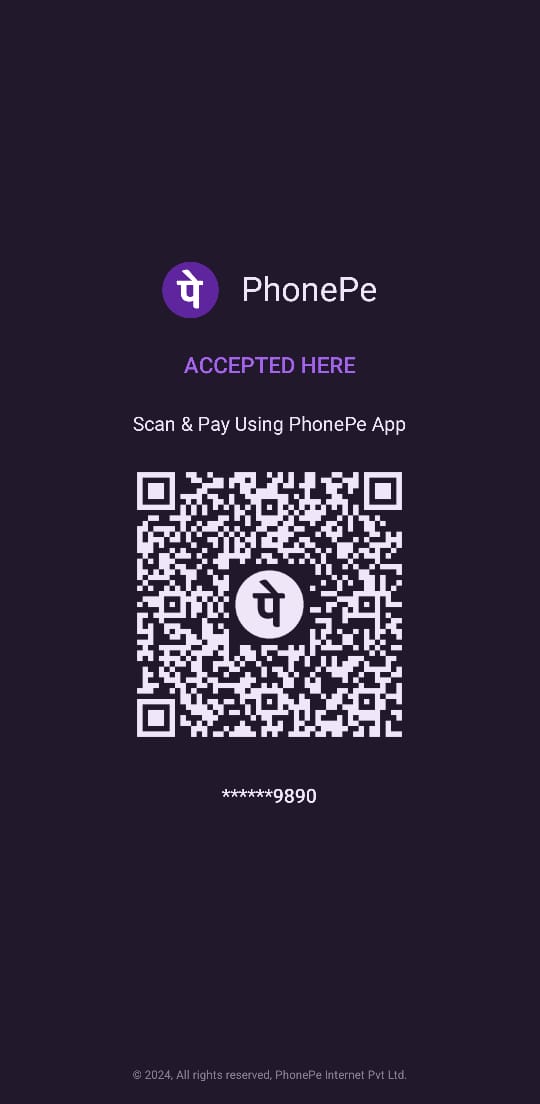 पे PhonePe
ACCEPTED HERE
Scan & Pay Using PhonePe App
पे
******9890
© 2024, All rights reserved, PhonePe Internet Pvt Ltd.